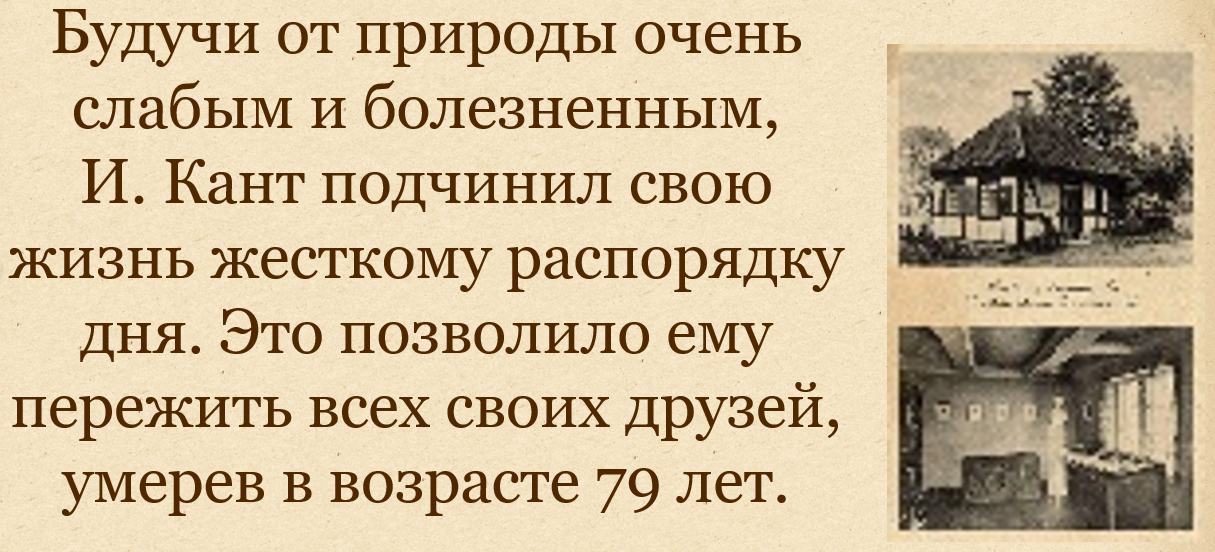 Будучи от природы очень
слабым и болезненным,
И. Кант подчинил свою
жизнь жесткому распорядку
дня. Это позволило ему
пережить всех своих друзей,
умерев в возрасте 79 лет.